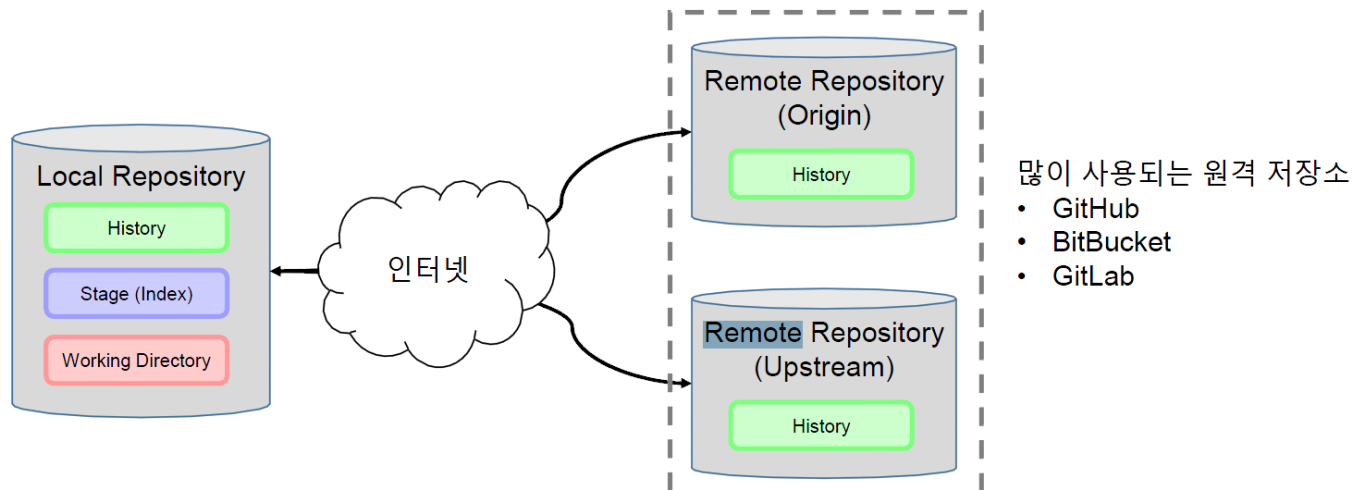 Local Repository
History
Stage (Index)
Working Directory
인터넷
Remote Repository
(Origin)
History
Remote Repository
(Upstream)
History
많이 사용되는 원격 저장소
• GitHub
• BitBucket
• GitLab